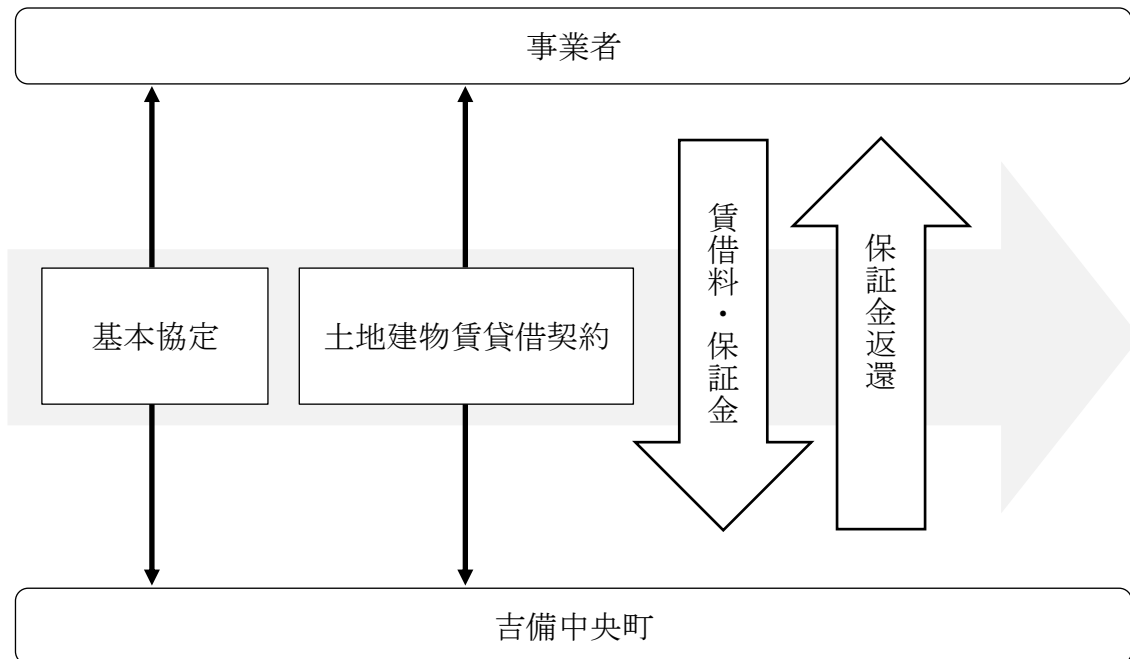 事業者
基本協定
土地建物賃貸借契約
賃借料・保証金
保証金返還
吉備中央町